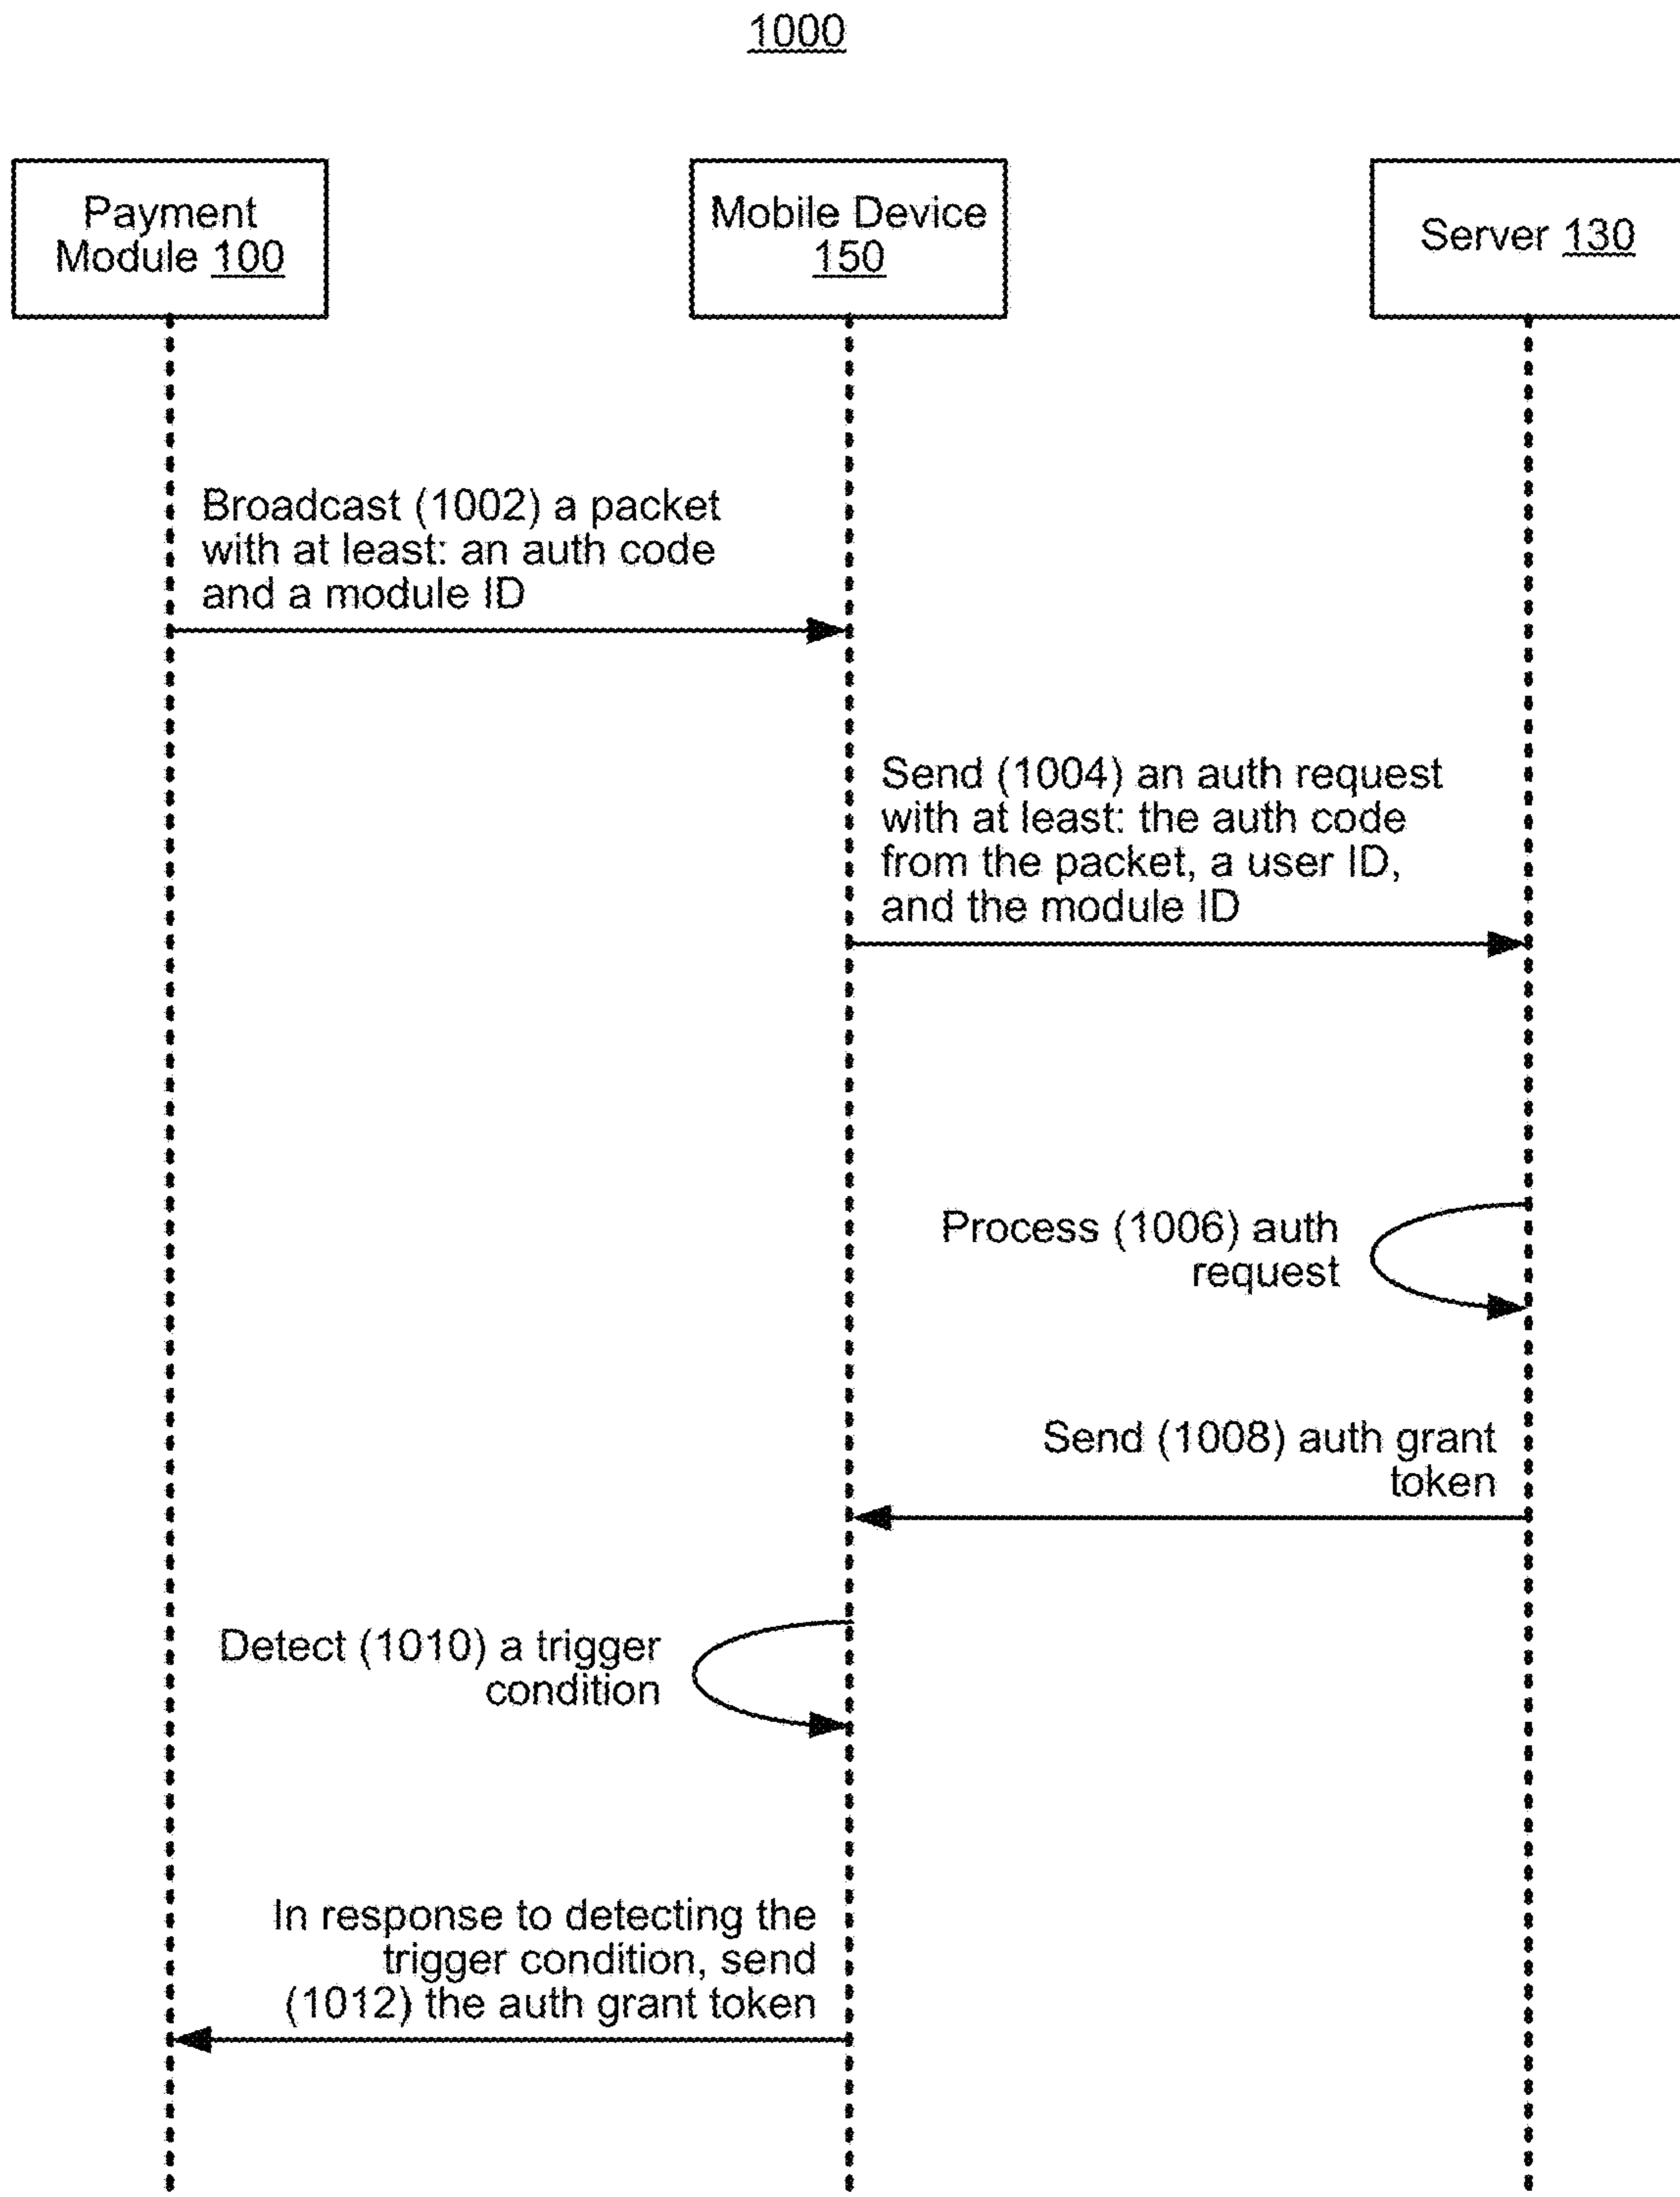 1000
Payment
Module 100
Mobile Device
150
Server 130
Broadcast (1002) a packet
with at least: an auth code
and a module ID
Send (1004) an auth request
with at least: the auth code
from the packet, a user ID,
and the module ID
Process (1006) auth
request
Send (1008) auth grant
token
Detect (1010) a trigger
condition
In response to detecting the
trigger condition, send
(1012) the auth grant token